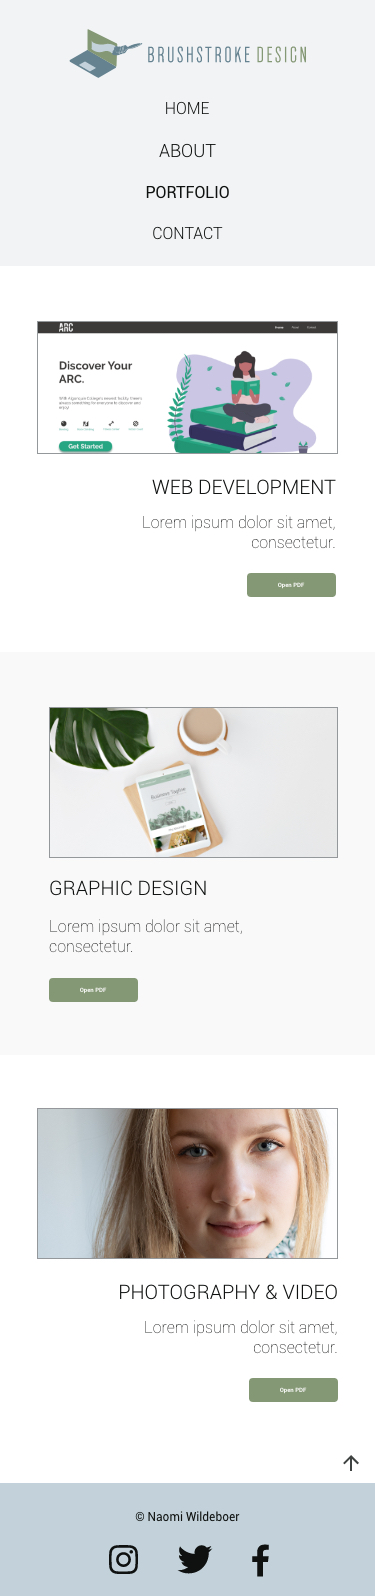 BRUSHSTROKE DESIGN
HOME
ABOUT
PORTFOLIO
CONTACT
ARC
Discover Your
ARC.
Get Started
WEB DEVELOPMENT
Lorem ipsum dolor sit amet,
consectetur.
Open PDF
GRAPHIC DESIGN
Lorem ipsum dolor sit amet,
consectetur.
Open PDF
PHOTOGRAPHY & VIDEO
Lorem ipsum dolor sit amet,
consectetur.
Open PDF
© Naomi Wildeboer